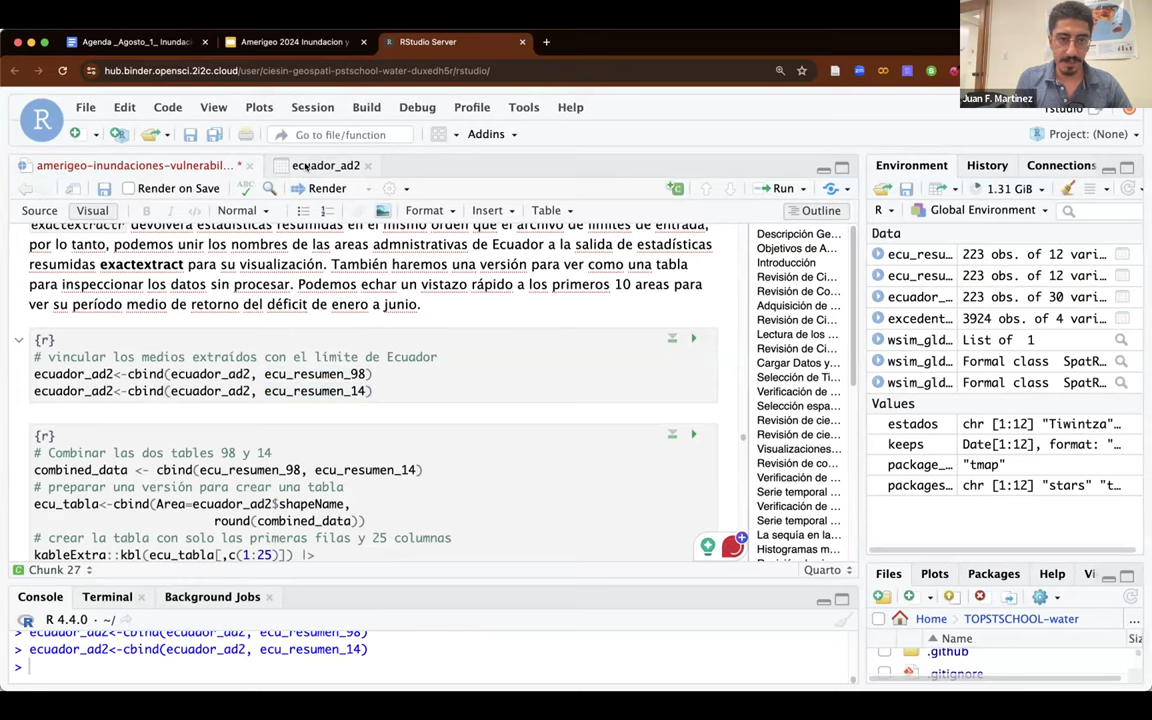 Agenda _Agosto_1_ Inundaci
Amerigeo 2024 Inundacion y
RStudio Server
hub.binder.opensci.2i2c.cloud/user/ciesin-geospati-pstschool-water-duxedh5r/rstudio/
Juan F. Martinez
R
File Edit Code View Plots Session Build Debug Profile Tools Help
rstudio
Go to file/function
Addins
Project: (None)
amerigeo-inundaciones-vulnerabil... *
ecuador_ad2
Environment History Connections
Render on Save
ABC
Render
Run
1.31 GiB
Source Visual
B I Normal Format Insert Table
Outline
R Global Environment
exactextractr devolverá estadísticas resumidas en el mismo orden que el archivo de límites de entrada,
por lo tanto, podemos unir los nombres de las areas admnistrativas de Ecuador a la salida de estadísticas
resumidas exactextract para su visualización. También haremos una versión para ver como una tabla
para inspeccionar los datos sin procesar. Podemos echar un vistazo rápido a los primeros 10 areas para
ver su período medio de retorno del déficit de enero a junio.
{r}
# vincular los medios extraídos con el límite de Ecuador
ecuador_ad2<-cbind(ecuador_ad2, ecu_resumen_98)
ecuador_ad2<-cbind(ecuador_ad2, ecu_resumen_14)
{r}
# Combinar las dos tables 98 y 14
combined_data <- cbind(ecu_resumen_98, ecu_resumen_14)
# preparar una versión para crear una tabla
ecu_tabla<-cbind(Area=ecuador_ad2$shapeName,
round(combined_data))
# crear la tabla con solo las primeras filas y 25 columnas
kableExtra::kbl(ecu_tabla[,c(1:25)]) |>
Chunk 27
Quarto
Descripción Ge...
Objetivos de A...
Introducción
Revisión de Ci...
Revisión de Co...
Adquisición de ...
Revisión de Ci...
Lectura de los ...
Revisión de Ci...
Cargar Datos y...
Selección de Ti...
Verificación de ...
Selección espa...
Revisión de cie...
Revisión de cie...
Visualizaciones...
Revisión de co...
Verificación de ...
Serie temporal ...
Verificación de ...
Serie temporal ...
La sequía en la...
Histogramas m...
Data
ecu_resu... 223 obs. of 12 vari...
ecu_resu... 223 obs. of 12 vari...
ecuador_... 223 obs. of 30 vari...
excedent... 3924 obs. of 4 var...
wsim_gld... List of 1
wsim_gld... Formal class SpatR...
wsim_gld... Formal class SpatR...
Values
estados chr [1:12] "Tiwintza"...
keeps Date[1:12], format: "...
package_... "tmap"
packages chr [1:12] "stars" "t...
Console Terminal Background Jobs
R 4.4.0 · ~/
> ecuador_ad2<-cbind(ecuador_ad2, ecu_resumen_98)
> ecuador_ad2<-cbind(ecuador_ad2, ecu_resumen_14)
>
Files Plots Packages Help Vi
Home TOPSTSCHOOL-water ...
Name Siz
.github
.gitignore